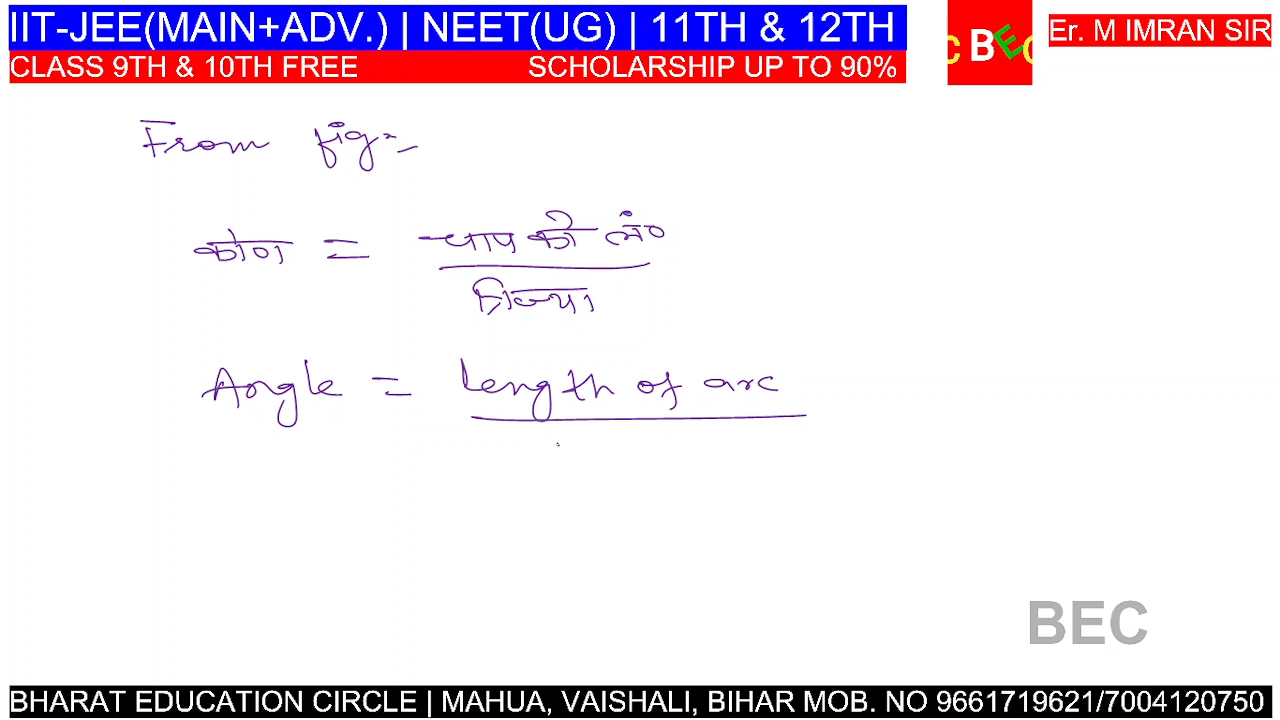 IIT-JEE(MAIN+ADV.) | NEET(UG) | 11TH & 12TH
CLASS 9TH & 10TH FREE SCHOLARSHIP UP TO 90%
C BEC
Er. M IMRAN SIR
From fig:-
कोण = चाप की लं०
त्रिज्या
Angle = length of arc
BEC
BHARAT EDUCATION CIRCLE | MAHUA, VAISHALI, BIHAR MOB. NO 9661719621/7004120750